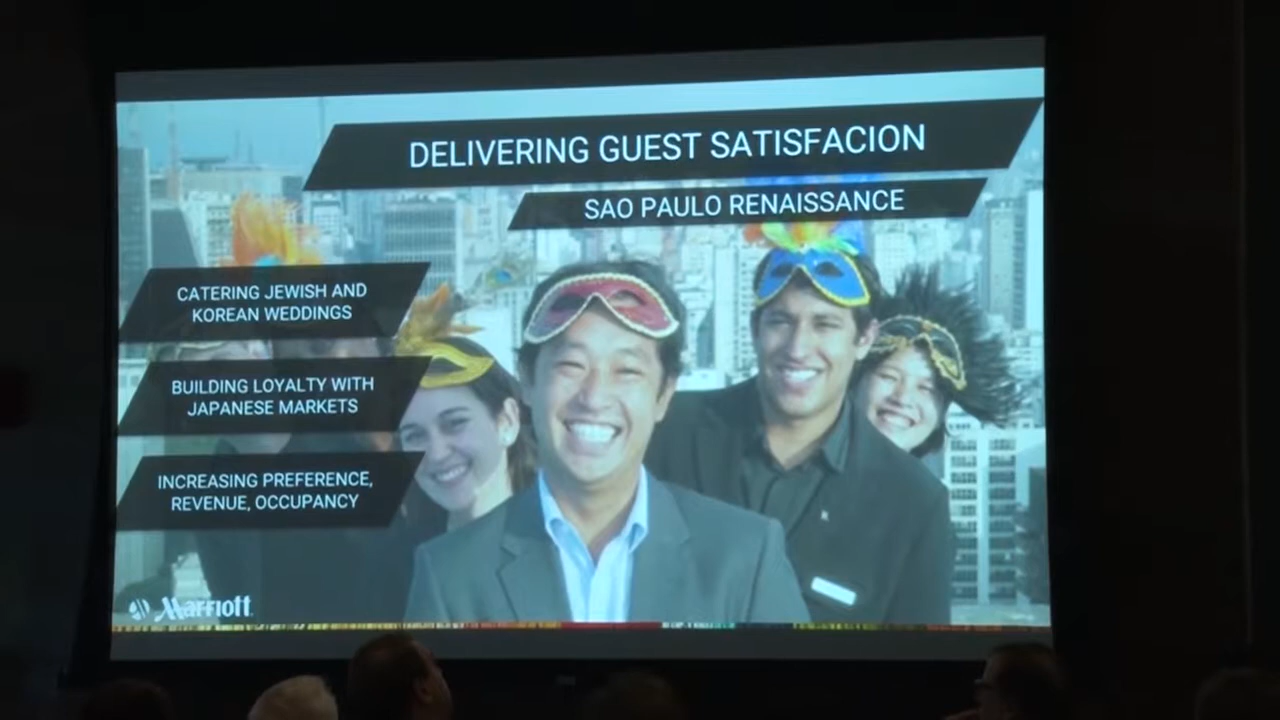 DELIVERING GUEST SATISFACION
SAO PAULO RENAISSANCE
CATERING JEWISH AND
KOREAN WEDDINGS
BUILDING LOYALTY WITH
JAPANESE MARKETS
INCREASING PREFERENCE,
REVENUE, OCCUPANCY
Marriott